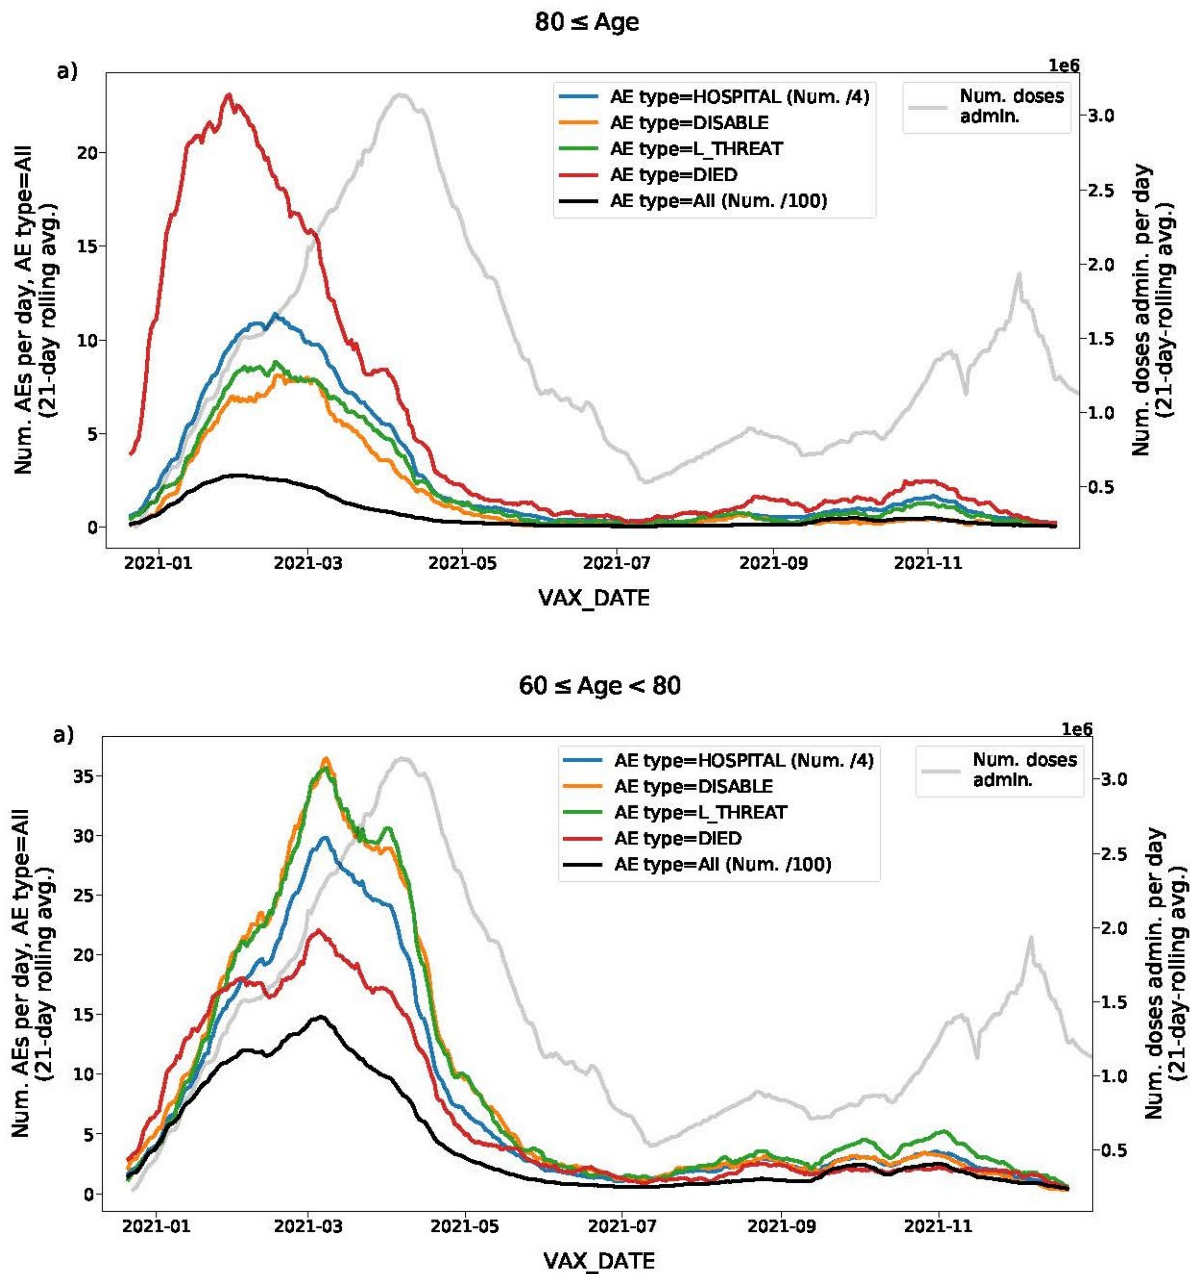 80 ≤ Age
a)
1e6
AE type=HOSPITAL (Num. /4)
AE type=DISABLE
AE type=L_THREAT
AE type=DIED
AE type=All (Num. /100)
Num. doses
admin.
Num. AEs per day, AE type=All
(21-day rolling avg.)
20
15
10
5
0
3.0
2.5
2.0
1.5
1.0
0.5
Num. doses admin. per day
(21-day-rolling avg.)
2021-01 2021-03 2021-05 2021-07 2021-09 2021-11
VAX_DATE
60 ≤ Age < 80
a)
1e6
AE type=HOSPITAL (Num. /4)
AE type=DISABLE
AE type=L_THREAT
AE type=DIED
AE type=All (Num. /100)
Num. doses
admin.
Num. AEs per day, AE type=All
(21-day rolling avg.)
35
30
25
20
15
10
5
0
3.0
2.5
2.0
1.5
1.0
0.5
Num. doses admin. per day
(21-day-rolling avg.)
2021-01 2021-03 2021-05 2021-07 2021-09 2021-11
VAX_DATE